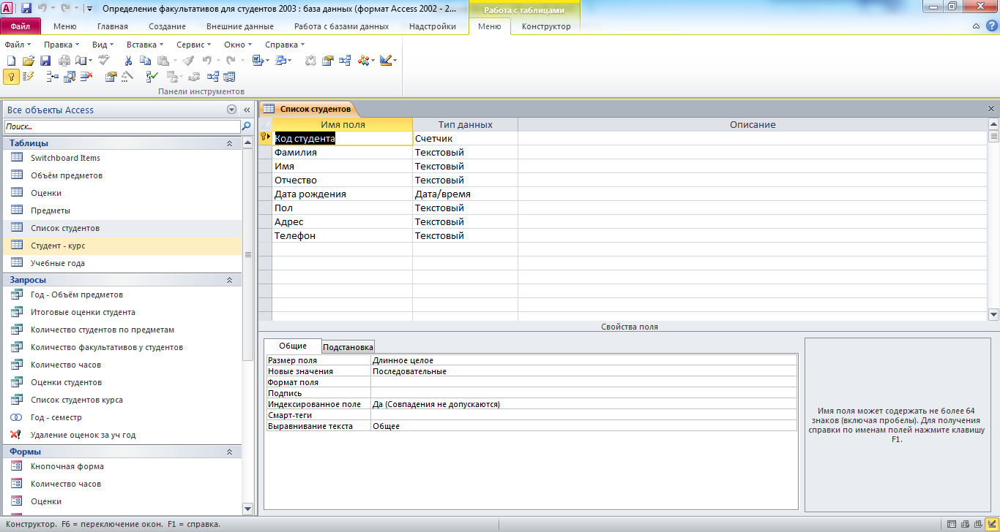 Определение факультативов для студентов 2003 : база данных (формат Access 2002 - 2...
Работа с таблицами
Файл Меню Главная Создание Внешние данные Работа с базами данных Надстройки Меню Конструктор
Файл Правка Вид Вставка Сервис Окно Справка
Панели инструментов
Все объекты Access
Поиск...
Таблицы
Switchboard Items
Объём предметов
Оценки
Предметы
Список студентов
Студент - курс
Учебные года
Запросы
Год - Объём предметов
Итоговые оценки студента
Количество студентов по предметам
Количество факультативов у студентов
Количество часов
Оценки студентов
Список студентов курса
Год - семестр
Удаление оценок за уч год
Формы
Кнопочная форма
Количество часов
Оценки
Список студентов
Имя поля Тип данных Описание
Код студента Счетчик
Фамилия Текстовый
Имя Текстовый
Отчество Текстовый
Дата рождения Дата/время
Пол Текстовый
Адрес Текстовый
Телефон Текстовый
Свойства поля
Общие Подстановка
Размер поля Длинное целое
Новые значения Последовательные
Формат поля
Подпись
Индексированное поле Да (Совпадения не допускаются)
Смарт-теги
Выравнивание текста Общее
Имя поля может содержать не более 64
знаков (включая пробелы). Для получения
справки по именам полей нажмите клавишу
F1.
Конструктор. F6 = переключение окон. F1 = справка.